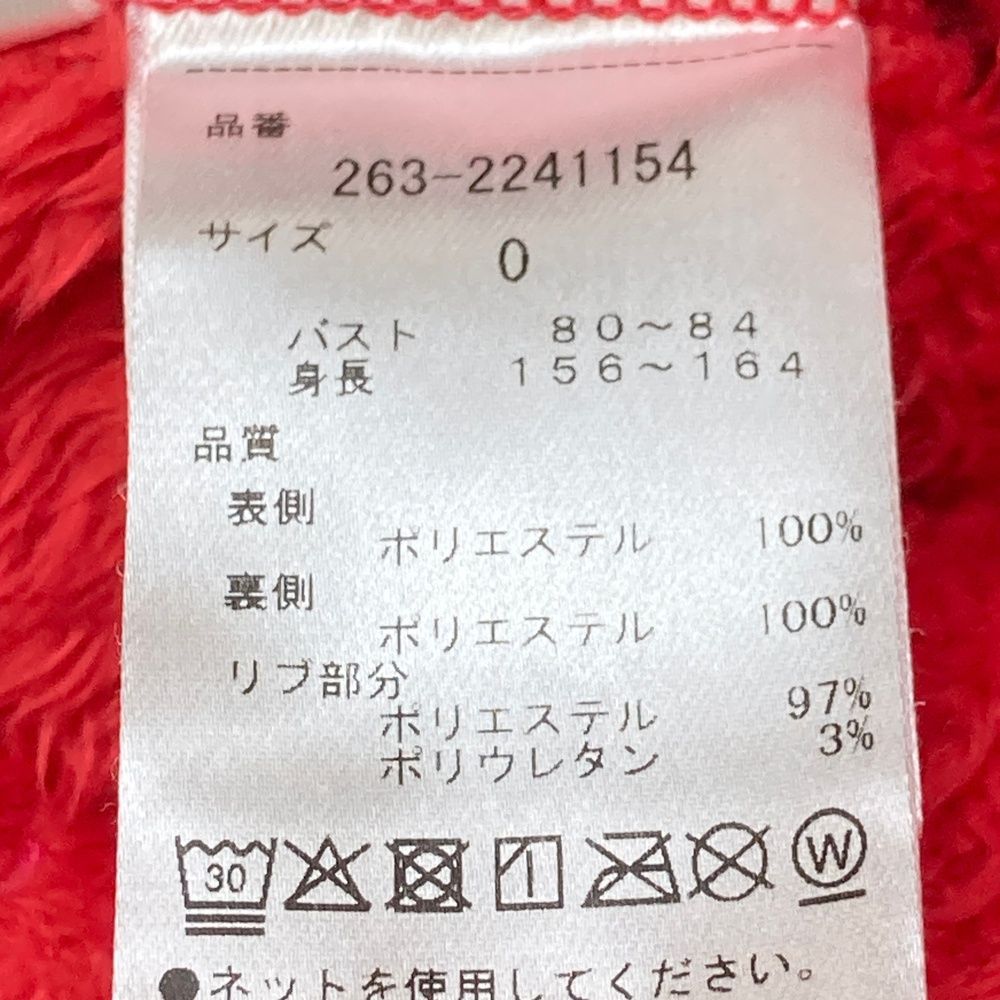 品番
263-2241154
サイズ
0
バスト 80～84
身長 156～164
品質
表側
ポリエステル 100%
裏側
ポリエステル 100%
リブ部分
ポリエステル 97%
ポリウレタン 3%
30 W
●ネットを使用してください。